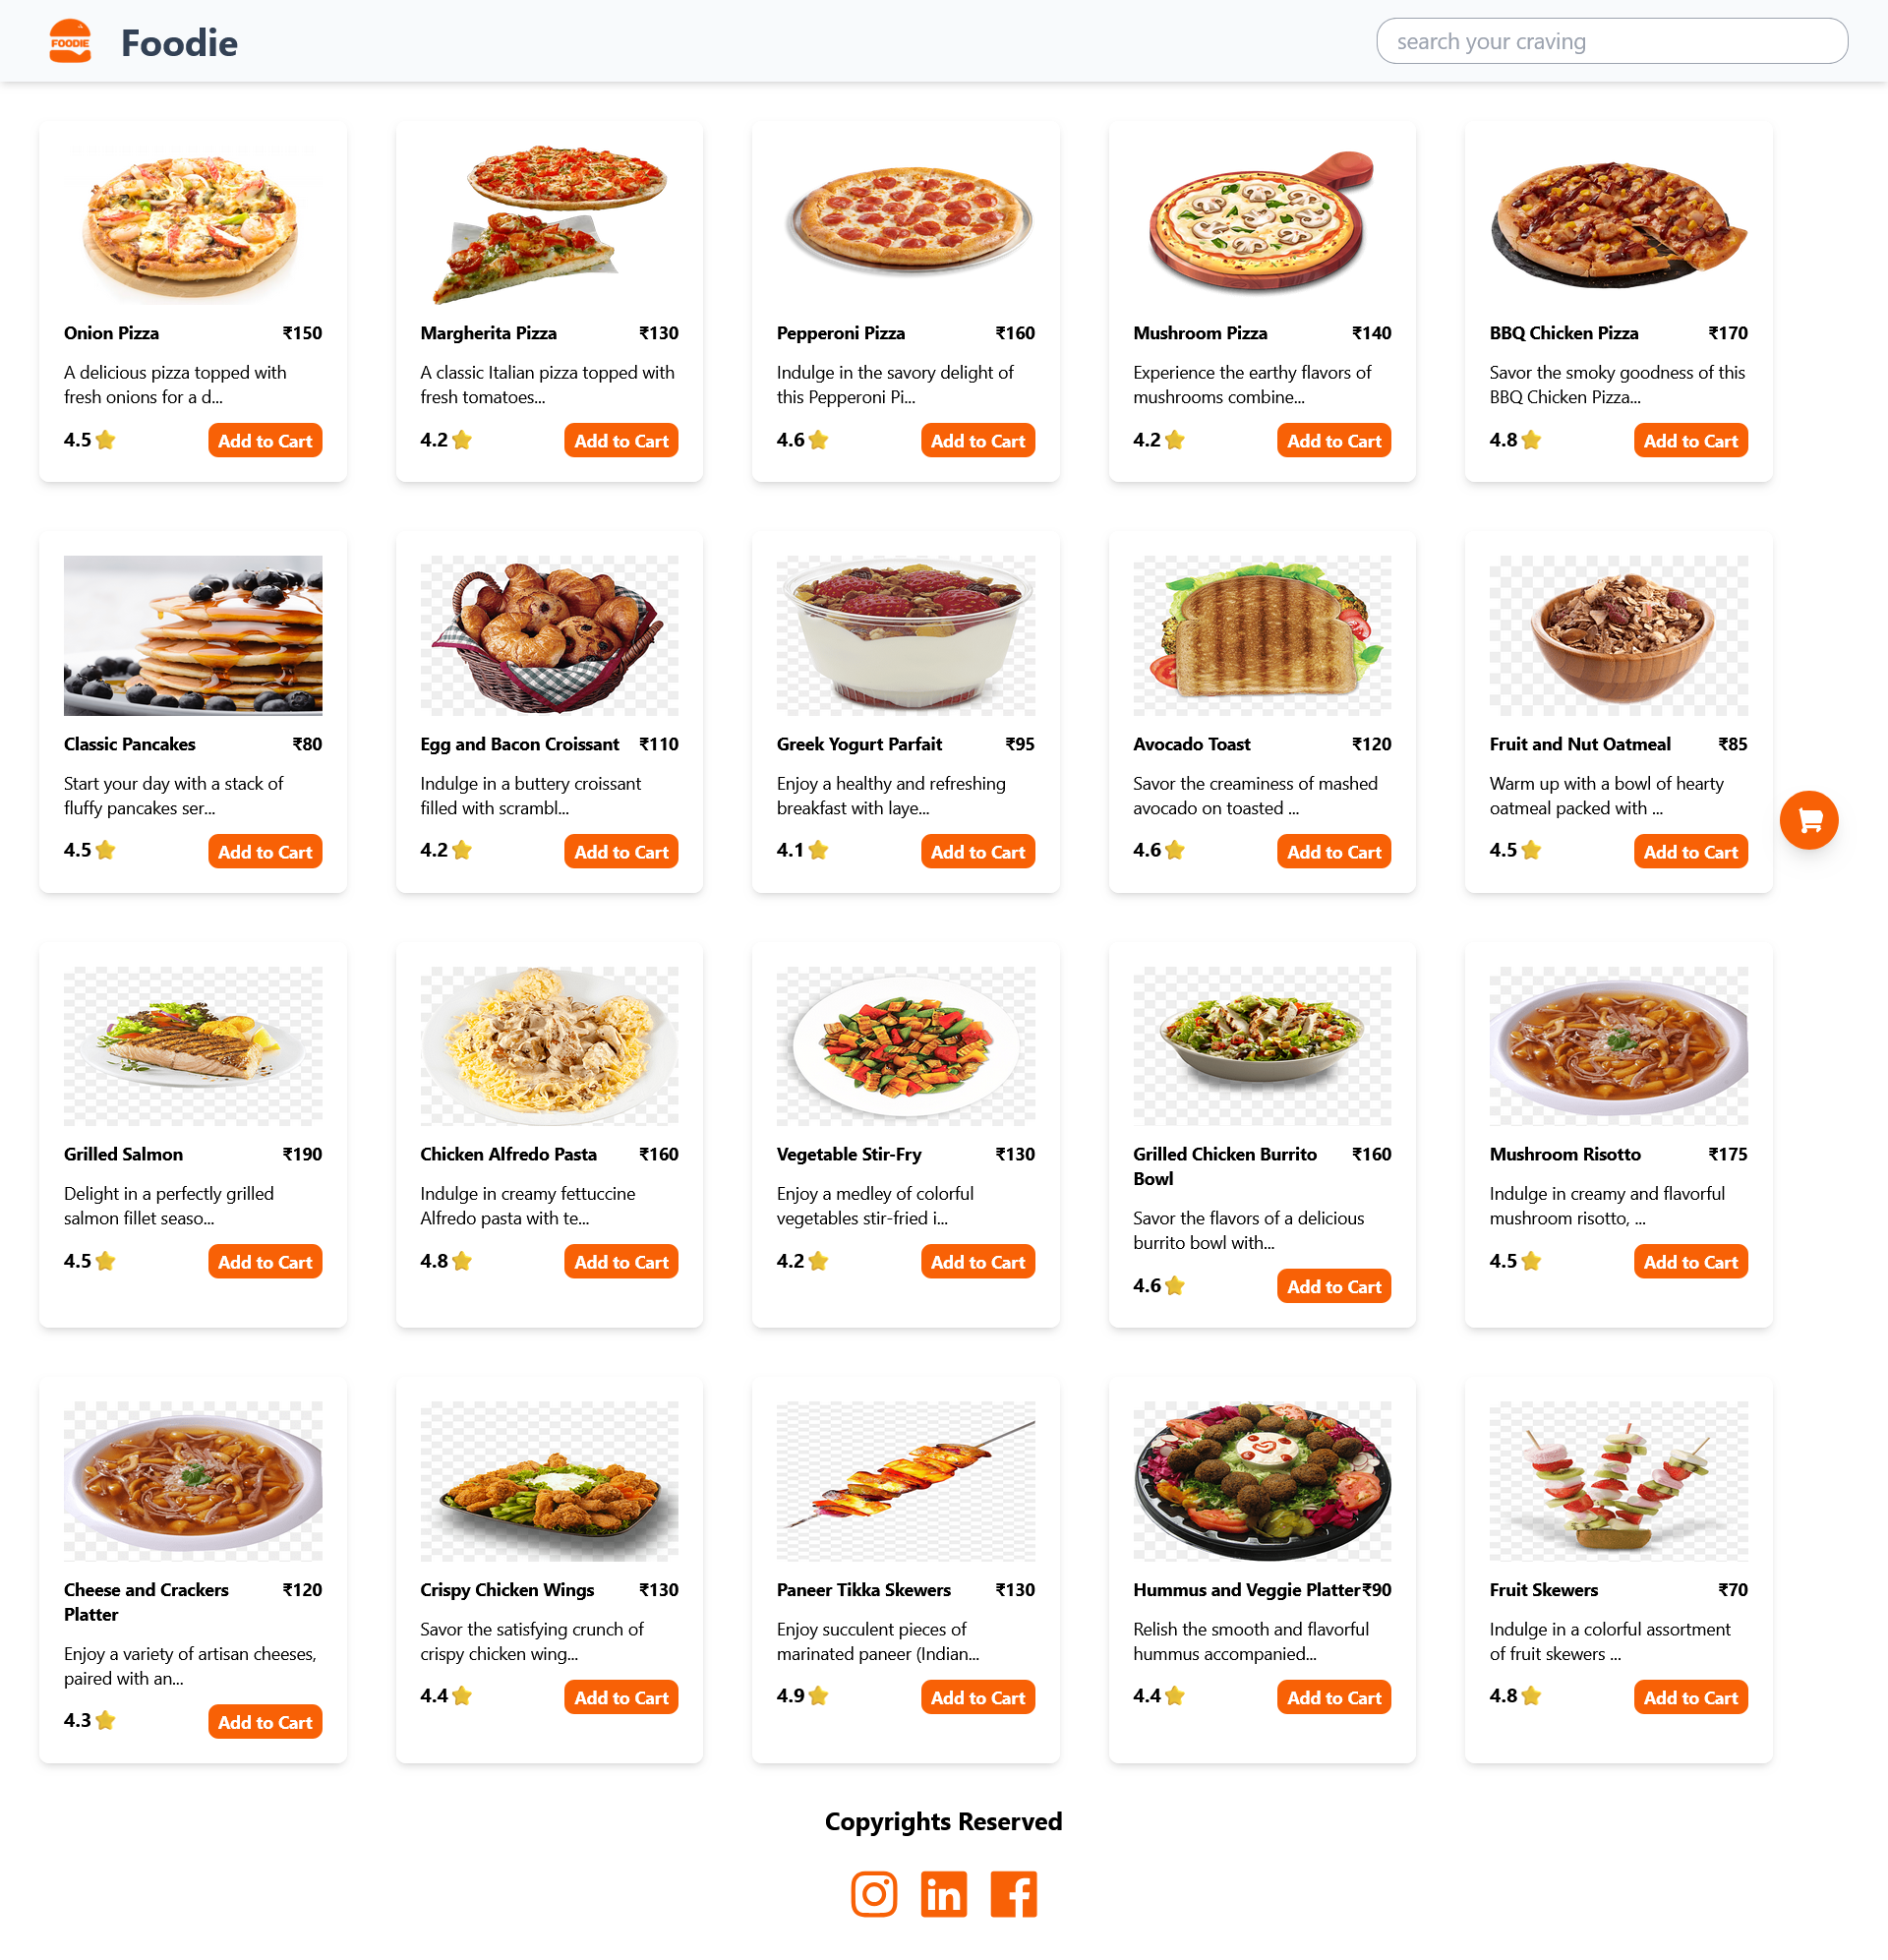 FOODIE
Foodie
search your craving
Onion Pizza ₹150
A delicious pizza topped with
fresh onions for a d...
4.5 Add to Cart
Margherita Pizza ₹130
A classic Italian pizza topped with
fresh tomatoes...
4.2 Add to Cart
Pepperoni Pizza ₹160
Indulge in the savory delight of
this Pepperoni Pi...
4.6 Add to Cart
Mushroom Pizza ₹140
Experience the earthy flavors of
mushrooms combine...
4.2 Add to Cart
BBQ Chicken Pizza ₹170
Savor the smoky goodness of this
BBQ Chicken Pizza...
4.8 Add to Cart
Classic Pancakes ₹80
Start your day with a stack of
fluffy pancakes ser...
4.5 Add to Cart
Egg and Bacon Croissant ₹110
Indulge in a buttery croissant
filled with scrambl...
4.2 Add to Cart
Greek Yogurt Parfait ₹95
Enjoy a healthy and refreshing
breakfast with laye...
4.1 Add to Cart
Avocado Toast ₹120
Savor the creaminess of mashed
avocado on toasted ...
4.6 Add to Cart
Fruit and Nut Oatmeal ₹85
Warm up with a bowl of hearty
oatmeal packed with ...
4.5 Add to Cart
Grilled Salmon ₹190
Delight in a perfectly grilled
salmon fillet seaso...
4.5 Add to Cart
Chicken Alfredo Pasta ₹160
Indulge in creamy fettuccine
Alfredo pasta with te...
4.8 Add to Cart
Vegetable Stir-Fry ₹130
Enjoy a medley of colorful
vegetables stir-fried i...
4.2 Add to Cart
Grilled Chicken Burrito ₹160
Bowl
Savor the flavors of a delicious
burrito bowl with...
4.6 Add to Cart
Mushroom Risotto ₹175
Indulge in creamy and flavorful
mushroom risotto, ...
4.5 Add to Cart
Cheese and Crackers ₹120
Platter
Enjoy a variety of artisan cheeses,
paired with an...
4.3 Add to Cart
Crispy Chicken Wings ₹130
Savor the satisfying crunch of
crispy chicken wing...
4.4 Add to Cart
Paneer Tikka Skewers ₹130
Enjoy succulent pieces of
marinated paneer (Indian...
4.9 Add to Cart
Hummus and Veggie Platter ₹90
Relish the smooth and flavorful
hummus accompanied...
4.4 Add to Cart
Fruit Skewers ₹70
Indulge in a colorful assortment
of fruit skewers ...
4.8 Add to Cart
Copyrights Reserved